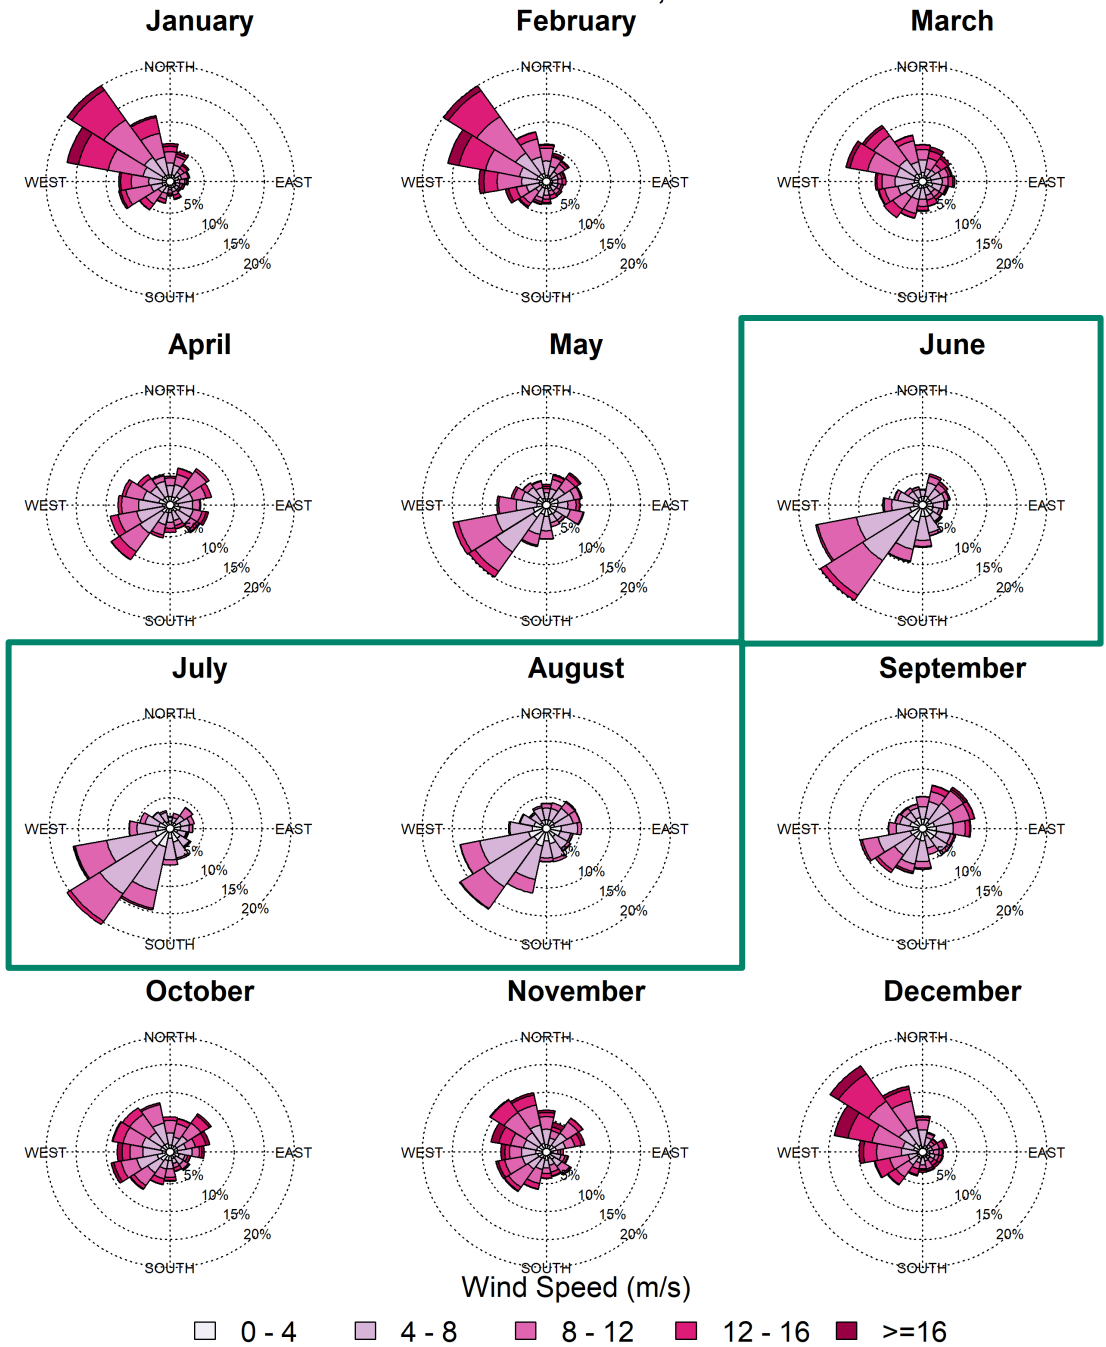 January February March
NORTH NORTH NORTH
WEST EAST WEST EAST WEST EAST
5% 5% 5%
10% 10% 10%
15% 15% 15%
20% 20% 20%
SOUTH SOUTH SOUTH
April May June
NORTH NORTH NORTH
WEST EAST WEST EAST WEST EAST
5% 5% 5%
10% 10% 10%
15% 15% 15%
20% 20% 20%
SOUTH SOUTH SOUTH
July August September
NORTH NORTH NORTH
WEST EAST WEST EAST WEST EAST
5% 5% 5%
10% 10% 10%
15% 15% 15%
20% 20% 20%
SOUTH SOUTH SOUTH
October November December
NORTH NORTH NORTH
WEST EAST WEST EAST WEST EAST
5% 5% 5%
10% 10% 10%
15% 15% 15%
20% 20% 20%
SOUTH SOUTH SOUTH
Wind Speed (m/s)
0 - 4 4 - 8 8 - 12 12 - 16 >=16